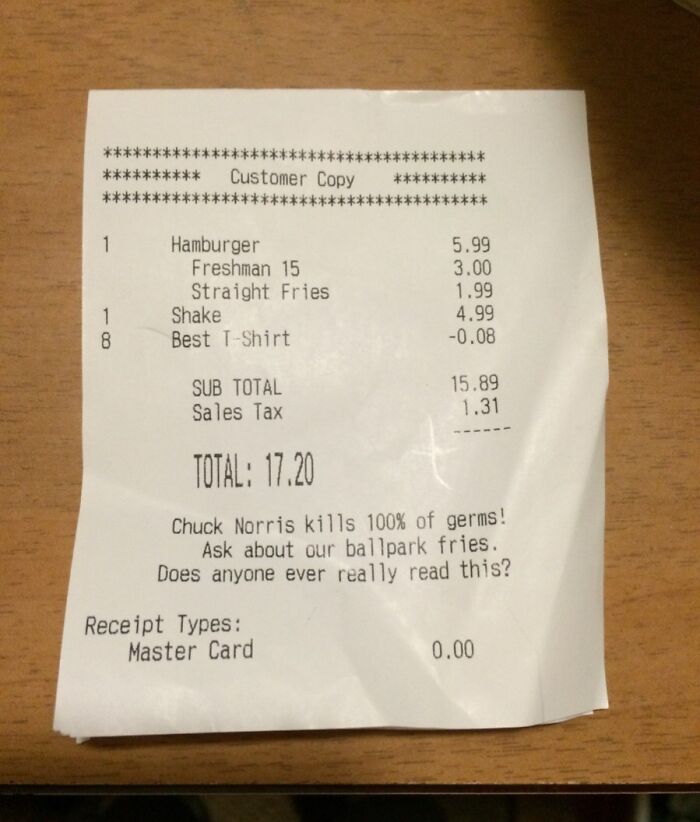 ***************************************
********** Customer Copy **********
***************************************
1 Hamburger 5.99
Freshman 15 3.00
Straight Fries 1.99
1 Shake 4.99
8 Best T-Shirt -0.08
SUB TOTAL 15.89
Sales Tax 1.31
------
TOTAL: 17.20
Chuck Norris kills 100% of germs!
Ask about our ballpark fries.
Does anyone ever really read this?
Receipt Types:
Master Card 0.00